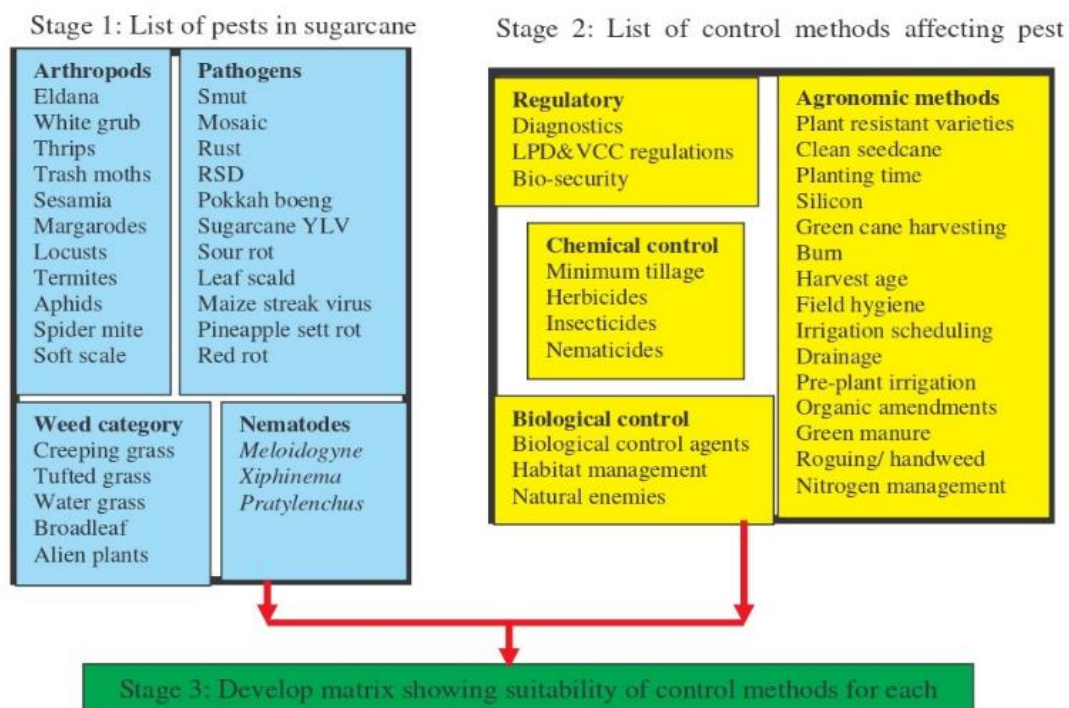 Stage 1: List of pests in sugarcane
Arthropods
Eldana
White grub
Thrips
Trash moths
Sesamia
Margarodes
Locusts
Termites
Aphids
Spider mite
Soft scale
Pathogens
Smut
Mosaic
Rust
RSD
Pokkah boeng
Sugarcane YLV
Sour rot
Leaf scald
Maize streak virus
Pineapple sett rot
Red rot
Weed category
Creeping grass
Tufted grass
Water grass
Broadleaf
Alien plants
Nematodes
Meloidogyne
Xiphinema
Pratylenchus
Stage 2: List of control methods affecting pest
Regulatory
Diagnostics
LPD&VCC regulations
Bio-security
Chemical control
Minimum tillage
Herbicides
Insecticides
Nematicides
Biological control
Biological control agents
Habitat management
Natural enemies
Agronomic methods
Plant resistant varieties
Clean seedcane
Planting time
Silicon
Green cane harvesting
Burn
Harvest age
Field hygiene
Irrigation scheduling
Drainage
Pre-plant irrigation
Organic amendments
Green manure
Roguing/ handweed
Nitrogen management
Stage 3: Develop matrix showing suitability of control methods for each